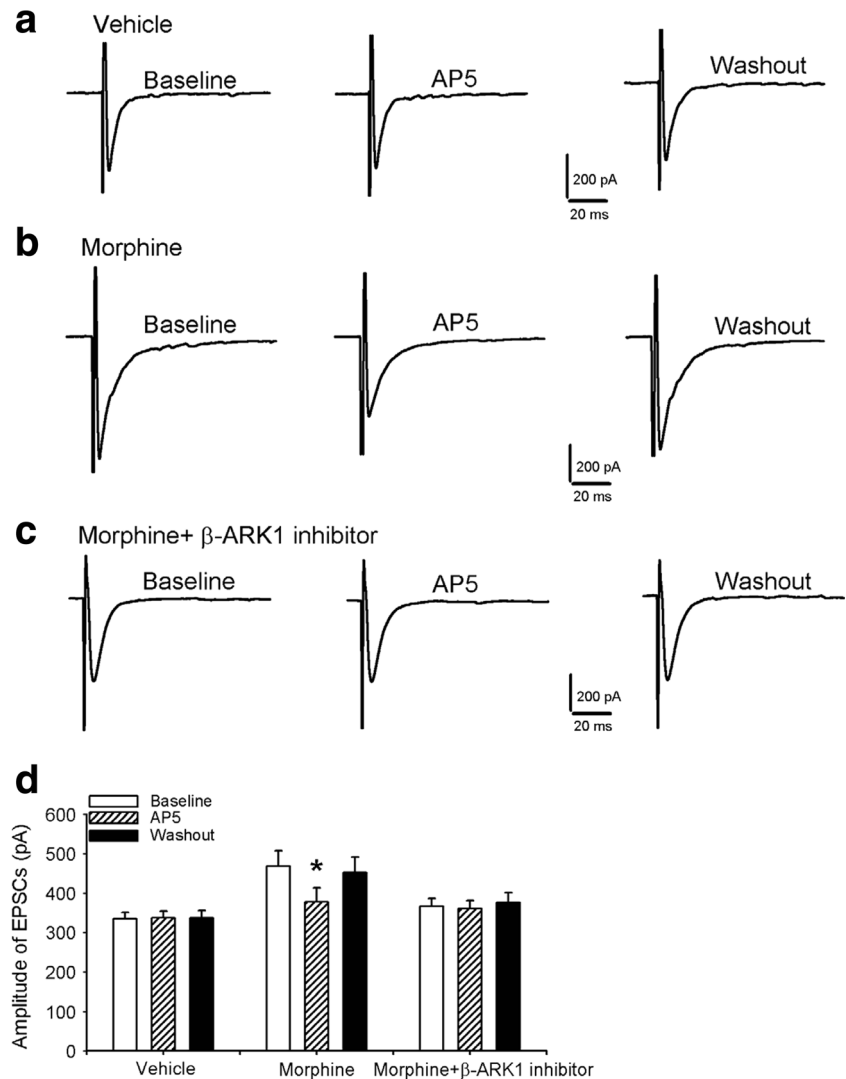 a
Vehicle
Baseline
AP5
Washout
200 pA
20 ms
b
Morphine
Baseline
AP5
Washout
200 pA
20 ms
c
Morphine+ β-ARK1 inhibitor
Baseline
AP5
Washout
200 pA
20 ms
d
Baseline
AP5
Washout
Amplitude of EPSCs (pA)
600
500
400
300
200
100
0
*
Vehicle
Morphine
Morphine+β-ARK1 inhibitor